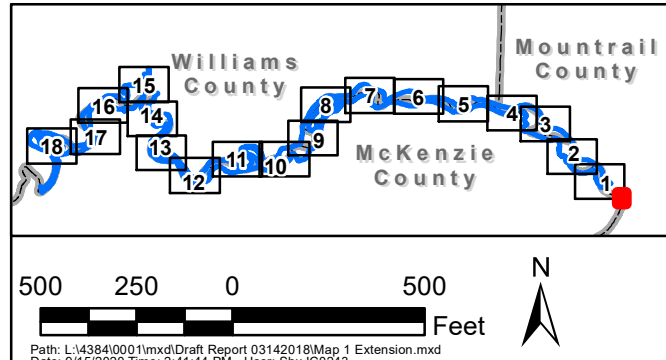 Williams
County
Mountrail
County
McKenzie
County
15
16
14
18
17
13
12
11
10
9
8
7
6
5
4
3
2
1
500 250 0 500
Feet
N
Path: L:\4384\0001\mxd\Draft Report 03142018\Map 1 Extension.mxd